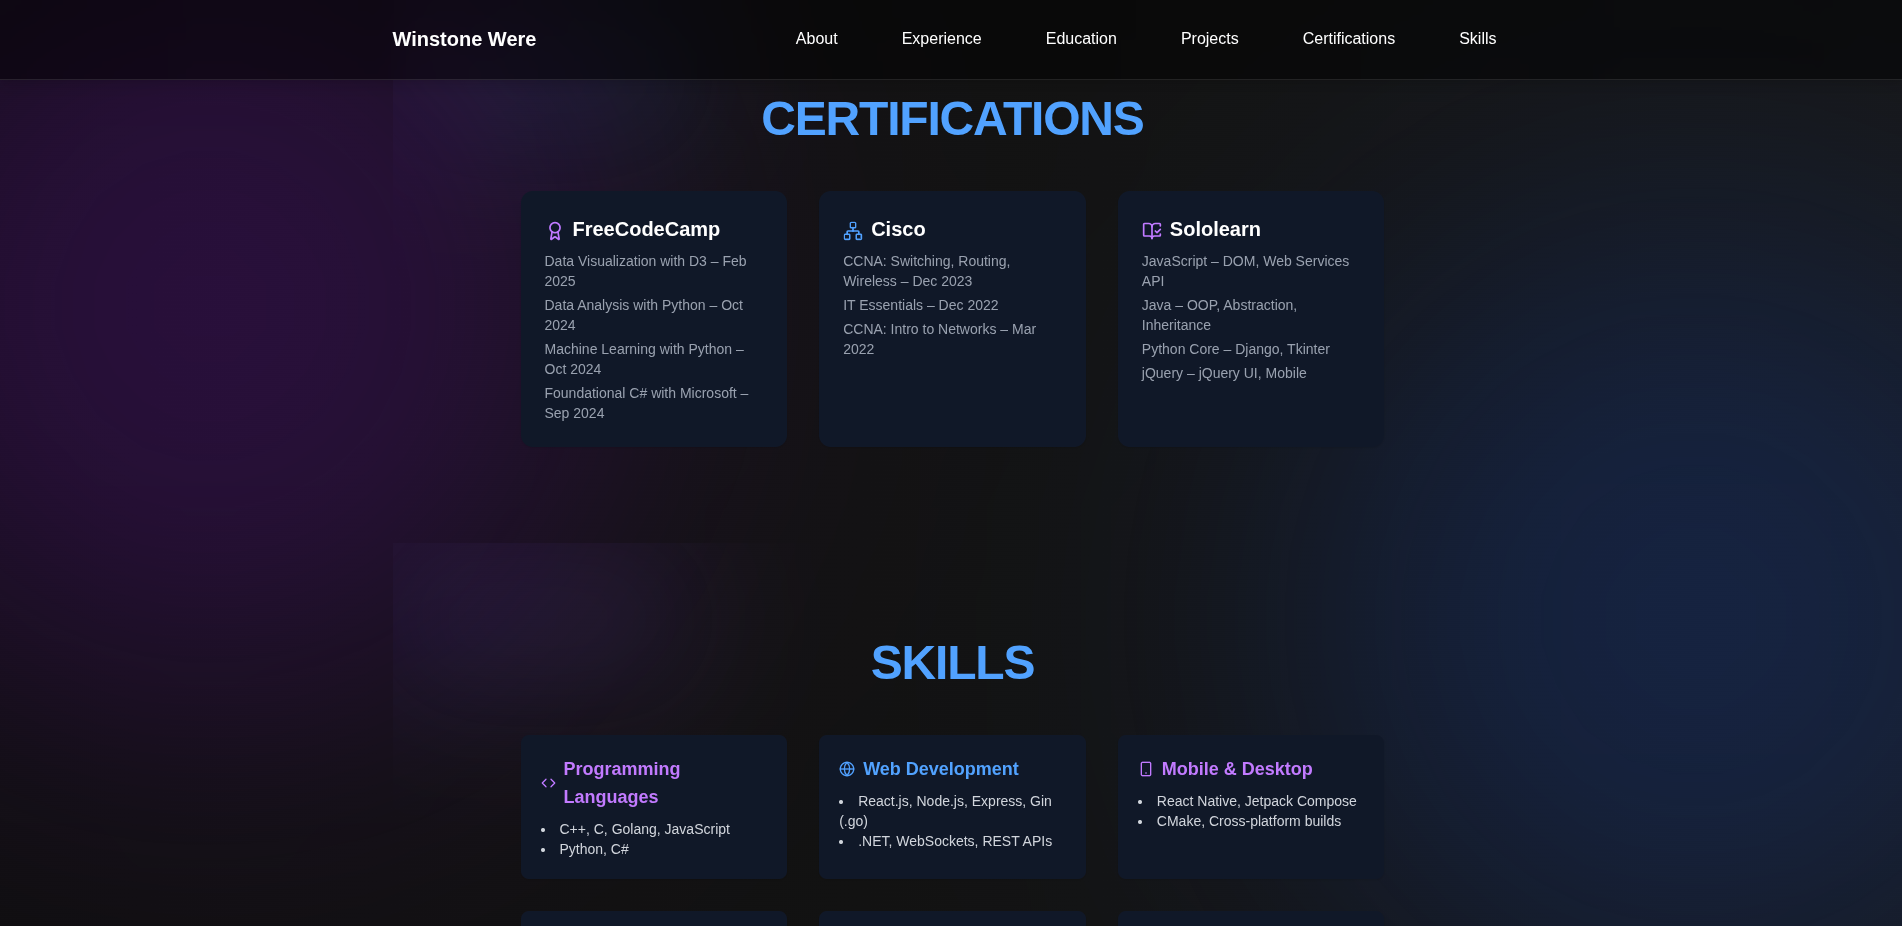 Winstone Were
About
Experience
Education
Projects
Certifications
Skills
CERTIFICATIONS
FreeCodeCamp
Data Visualization with D3 – Feb
2025
Data Analysis with Python – Oct
2024
Machine Learning with Python –
Oct 2024
Foundational C# with Microsoft –
Sep 2024
Cisco
CCNA: Switching, Routing,
Wireless – Dec 2023
IT Essentials – Dec 2022
CCNA: Intro to Networks – Mar
2022
Sololearn
JavaScript – DOM, Web Services
API
Java – OOP, Abstraction,
Inheritance
Python Core – Django, Tkinter
jQuery – jQuery UI, Mobile
SKILLS
Programming
Languages
• C++, C, Golang, JavaScript
• Python, C#
Web Development
• React.js, Node.js, Express, Gin
(.go)
• .NET, WebSockets, REST APIs
Mobile & Desktop
• React Native, Jetpack Compose
• CMake, Cross-platform builds